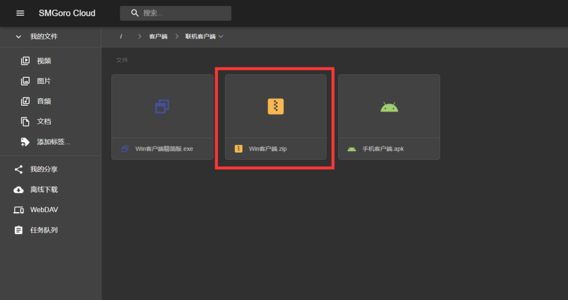 SMGoro Cloud
搜索...
我的文件
/ 客户端 联机客户端
视频
图片
音频
文档
添加标签...
文件
Win客户端精简版.exe
Win客户端.zip
手机客户端.apk
我的分享
离线下载
WebDAV
任务队列